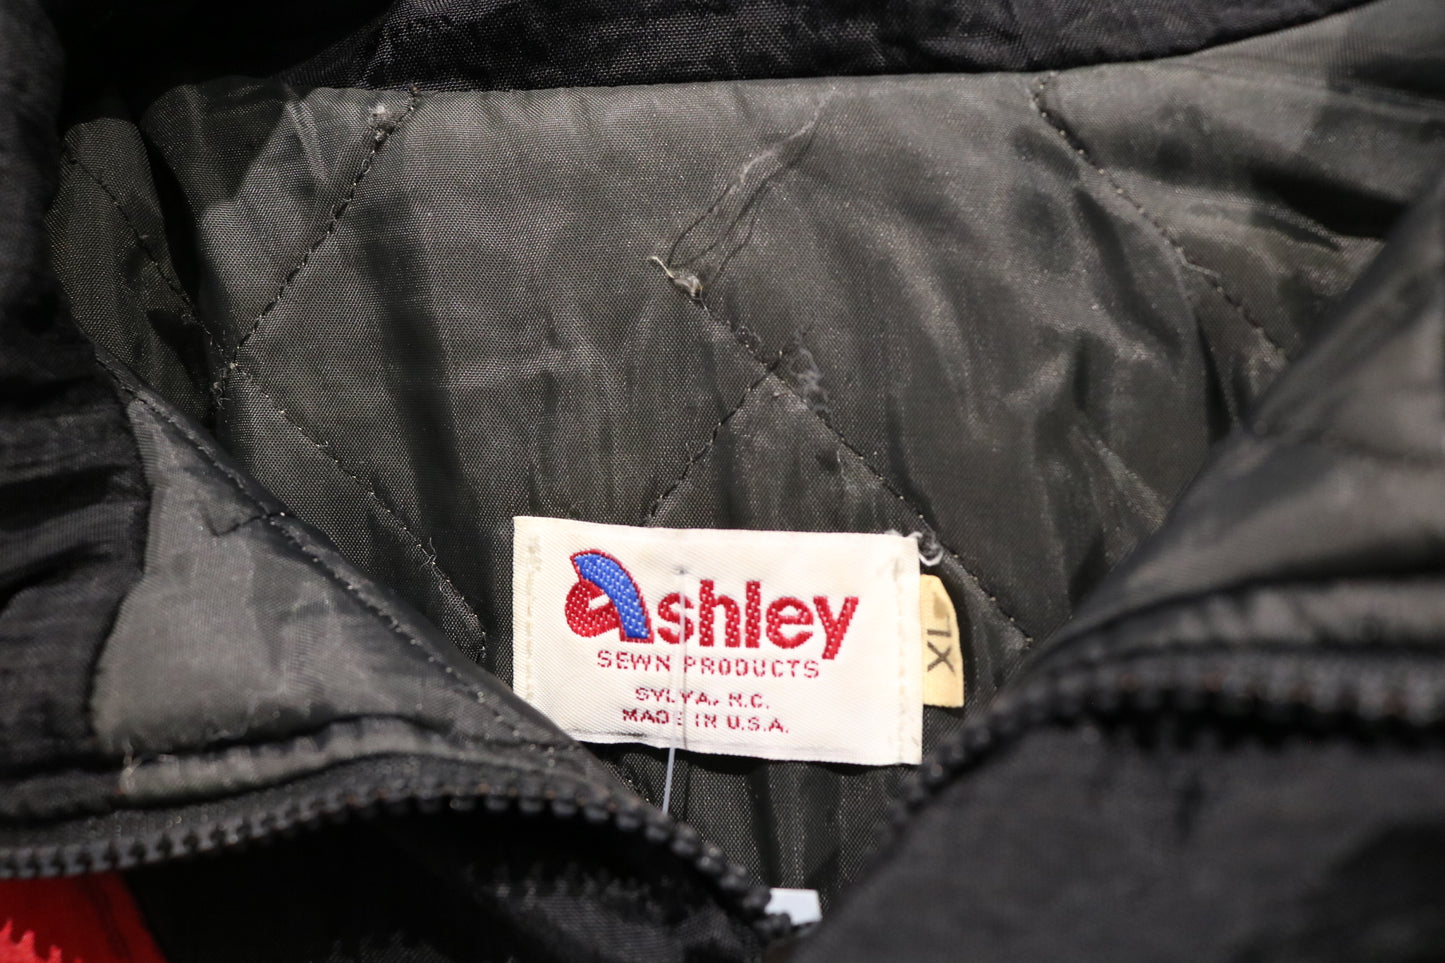 Ashley
SEWN PRODUCTS
SYLVA, N.C.
MADE IN U.S.A.
XL